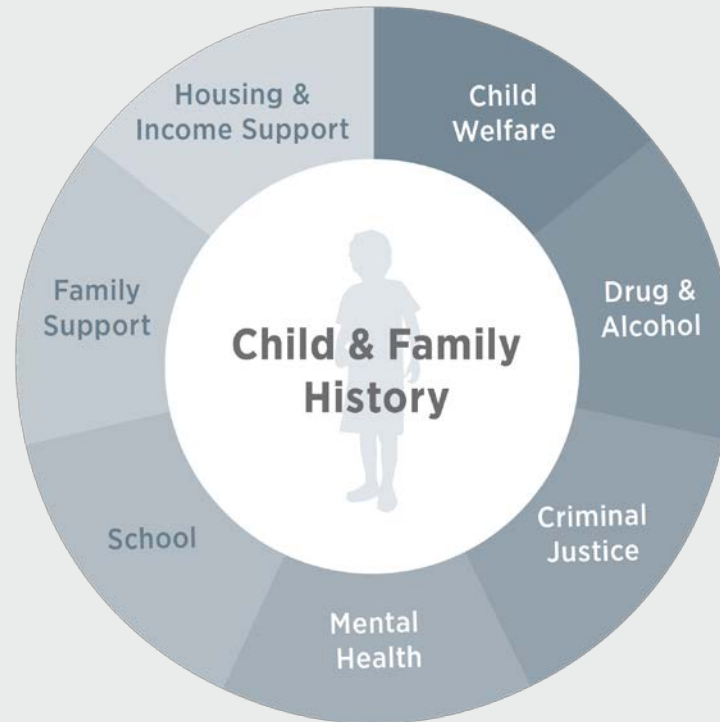 Housing &
Income Support
Child
Welfare
Drug &
Alcohol
Criminal
Justice
Mental
Health
School
Family
Support
Child & Family
History